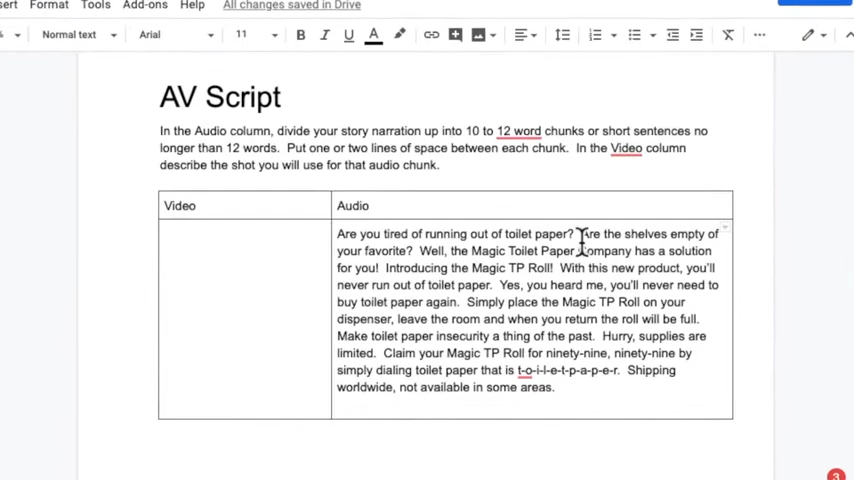 Format Tools Add-ons Help All changes saved in Drive
% Normal text Arial 11 B I U A
AV Script
In the Audio column, divide your story narration up into 10 to 12 word chunks or short sentences no
longer than 12 words. Put one or two lines of space between each chunk. In the Video column
describe the shot you will use for that audio chunk.
Video Audio
Are you tired of running out of toilet paper? Are the shelves empty of
your favorite? Well, the Magic Toilet Paper Company has a solution
for you! Introducing the Magic TP Roll! With this new product, you'll
never run out of toilet paper. Yes, you heard me, you'll never need to
buy toilet paper again. Simply place the Magic TP Roll on your
dispenser, leave the room and when you return the roll will be full.
Make toilet paper insecurity a thing of the past. Hurry, supplies are
limited. Claim your Magic TP Roll for ninety-nine, ninety-nine by
simply dialing toilet paper that is t-o-i-l-e-t-p-a-p-e-r. Shipping
worldwide, not available in some areas.
3